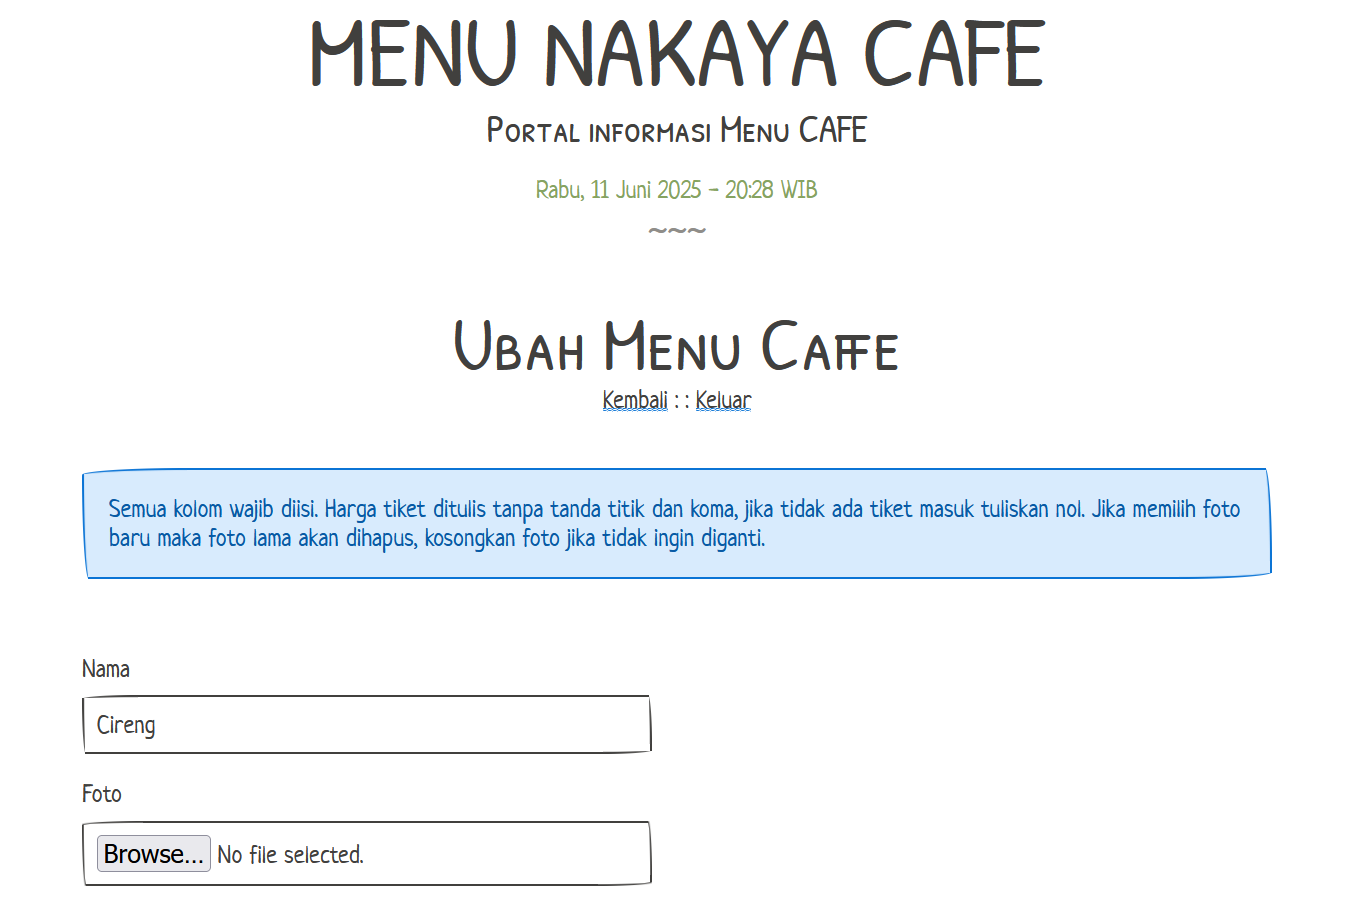 MENU NAKAYA CAFE
Portal informasi Menu CAFE
Rabu, 11 Juni 2025 - 20:28 WIB
~~~
Ubah Menu Caffe
Kembali : : Keluar
Semua kolom wajib diisi. Harga tiket ditulis tanpa tanda titik dan koma, jika tidak ada tiket masuk tuliskan nol. Jika memilih foto
baru maka foto lama akan dihapus, kosongkan foto jika tidak ingin diganti.
Nama
Cireng
Foto
Browse... No file selected.